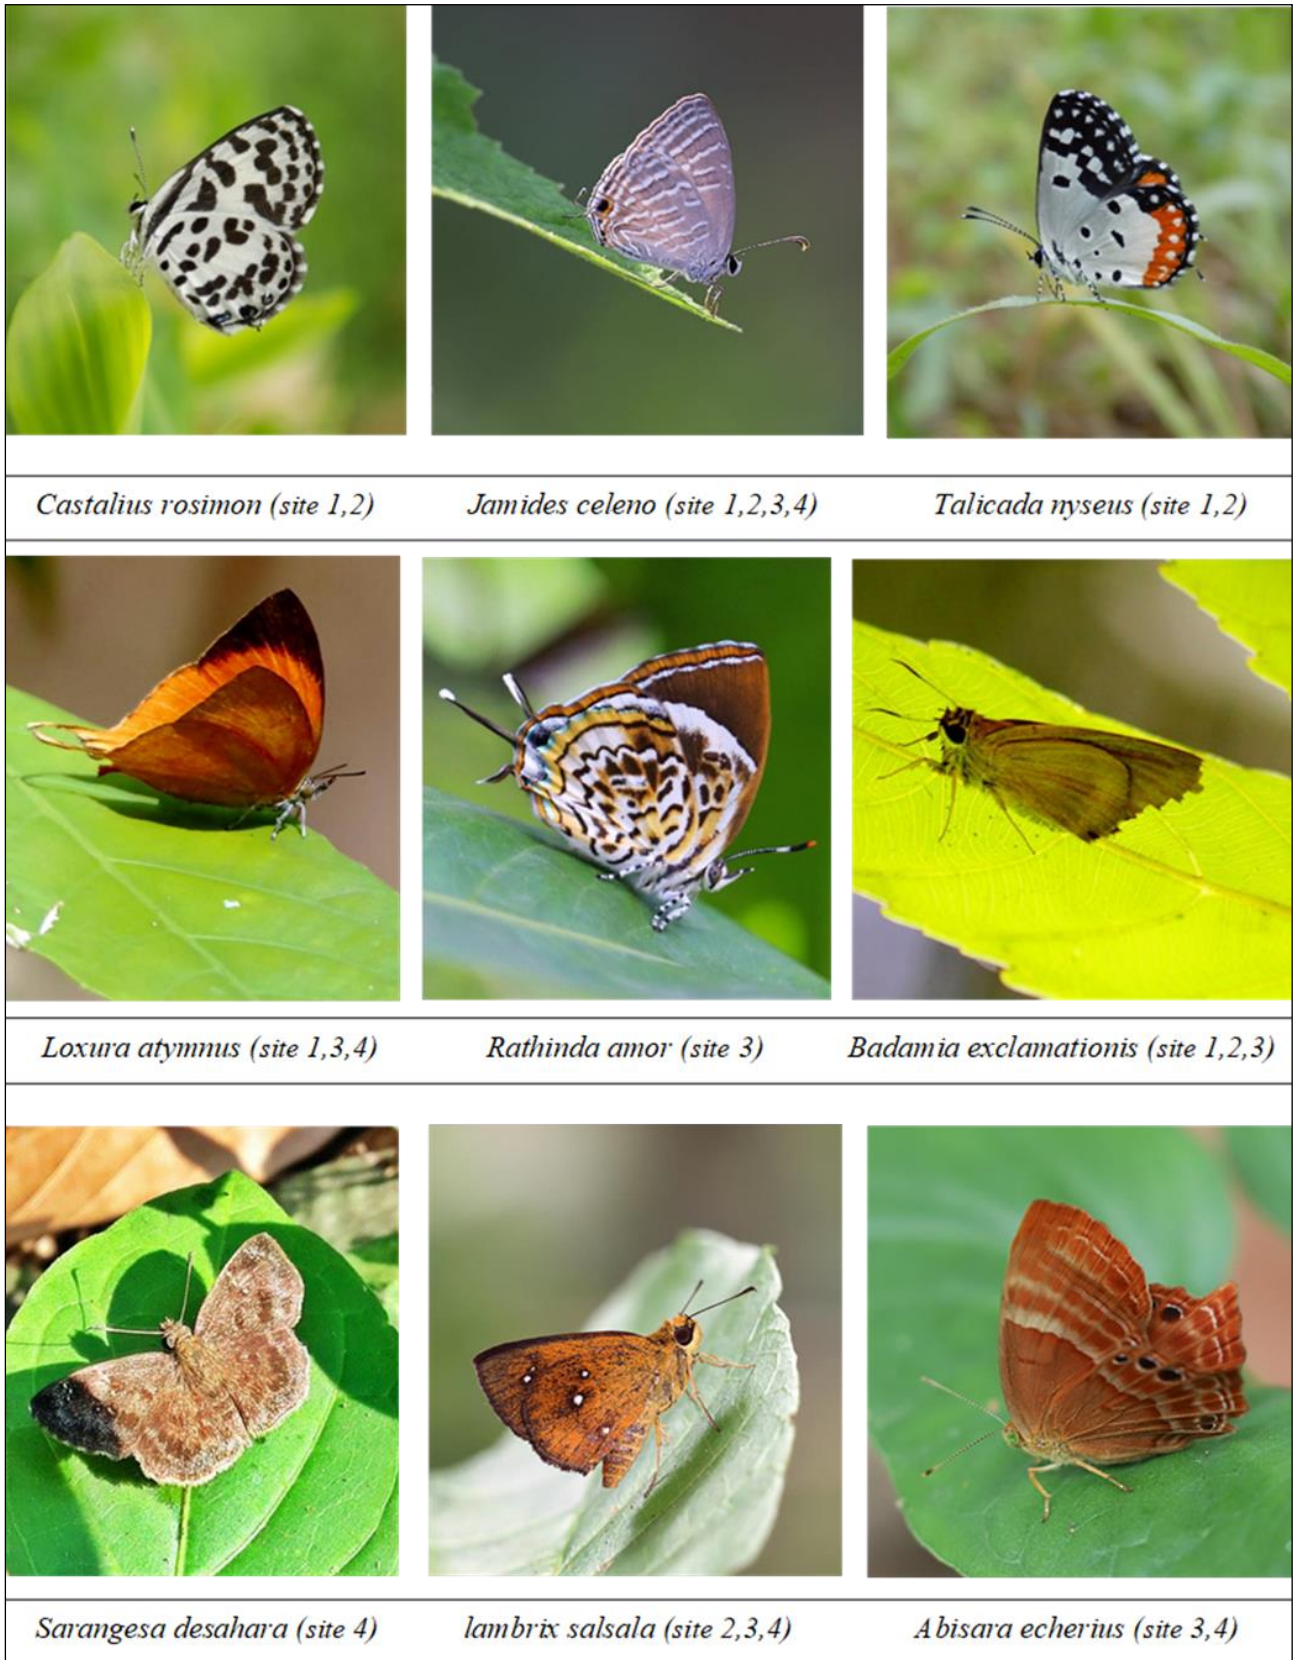 Castalius rosimon (site 1,2)
Jamides celeno (site 1,2,3,4)
Talicada nyseus (site 1,2)
Loxura atymnus (site 1,3,4)
Rathinda amor (site 3)
Badamia exclamationis (site 1,2,3)
Sarangesa desahara (site 4)
lambrix salsala (site 2,3,4)
Abisara echerius (site 3,4)